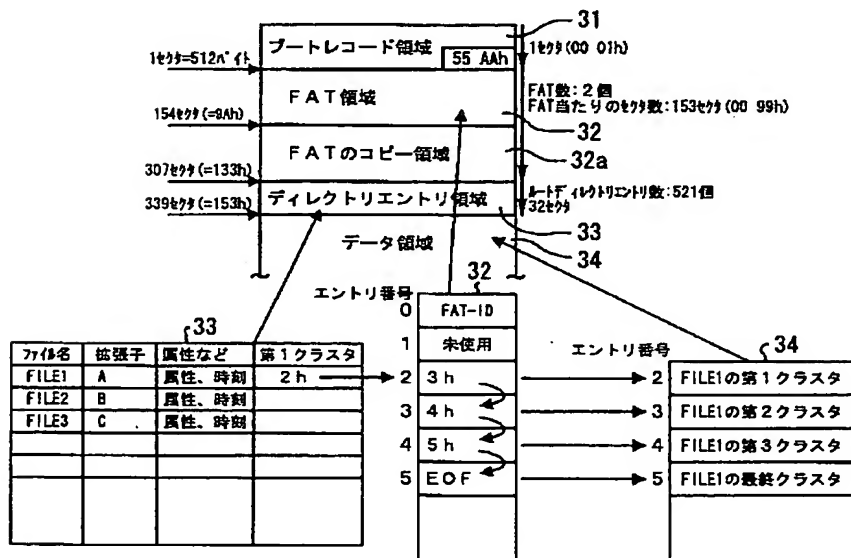 31
ブートレコード領域
55 AAh
1セクタ(00 01h)
1セクタ=512バイト
FAT領域
FAT数:2個
FAT当たりのセクタ数:153セクタ(00 99h)
154セクタ(=9Ah)
32
FATのコピー領域
32a
307セクタ(=133h)
ディレクトリエントリ領域
ルートディレクトリエントリ数:521個
32セクタ
339セクタ(=153h)
33
データ領域
34
エントリ番号
32
0 FAT-ID
1 未使用
2 3h
3 4h
4 5h
5 EOF
33
ファイル名 拡張子 属性など 第1クラスタ
FILE1 A 属性、時刻 2h
FILE2 B 属性、時刻
FILE3 C 属性、時刻
エントリ番号
34
2 FILE1の第1クラスタ
3 FILE1の第2クラスタ
4 FILE1の第3クラスタ
5 FILE1の最終クラスタ